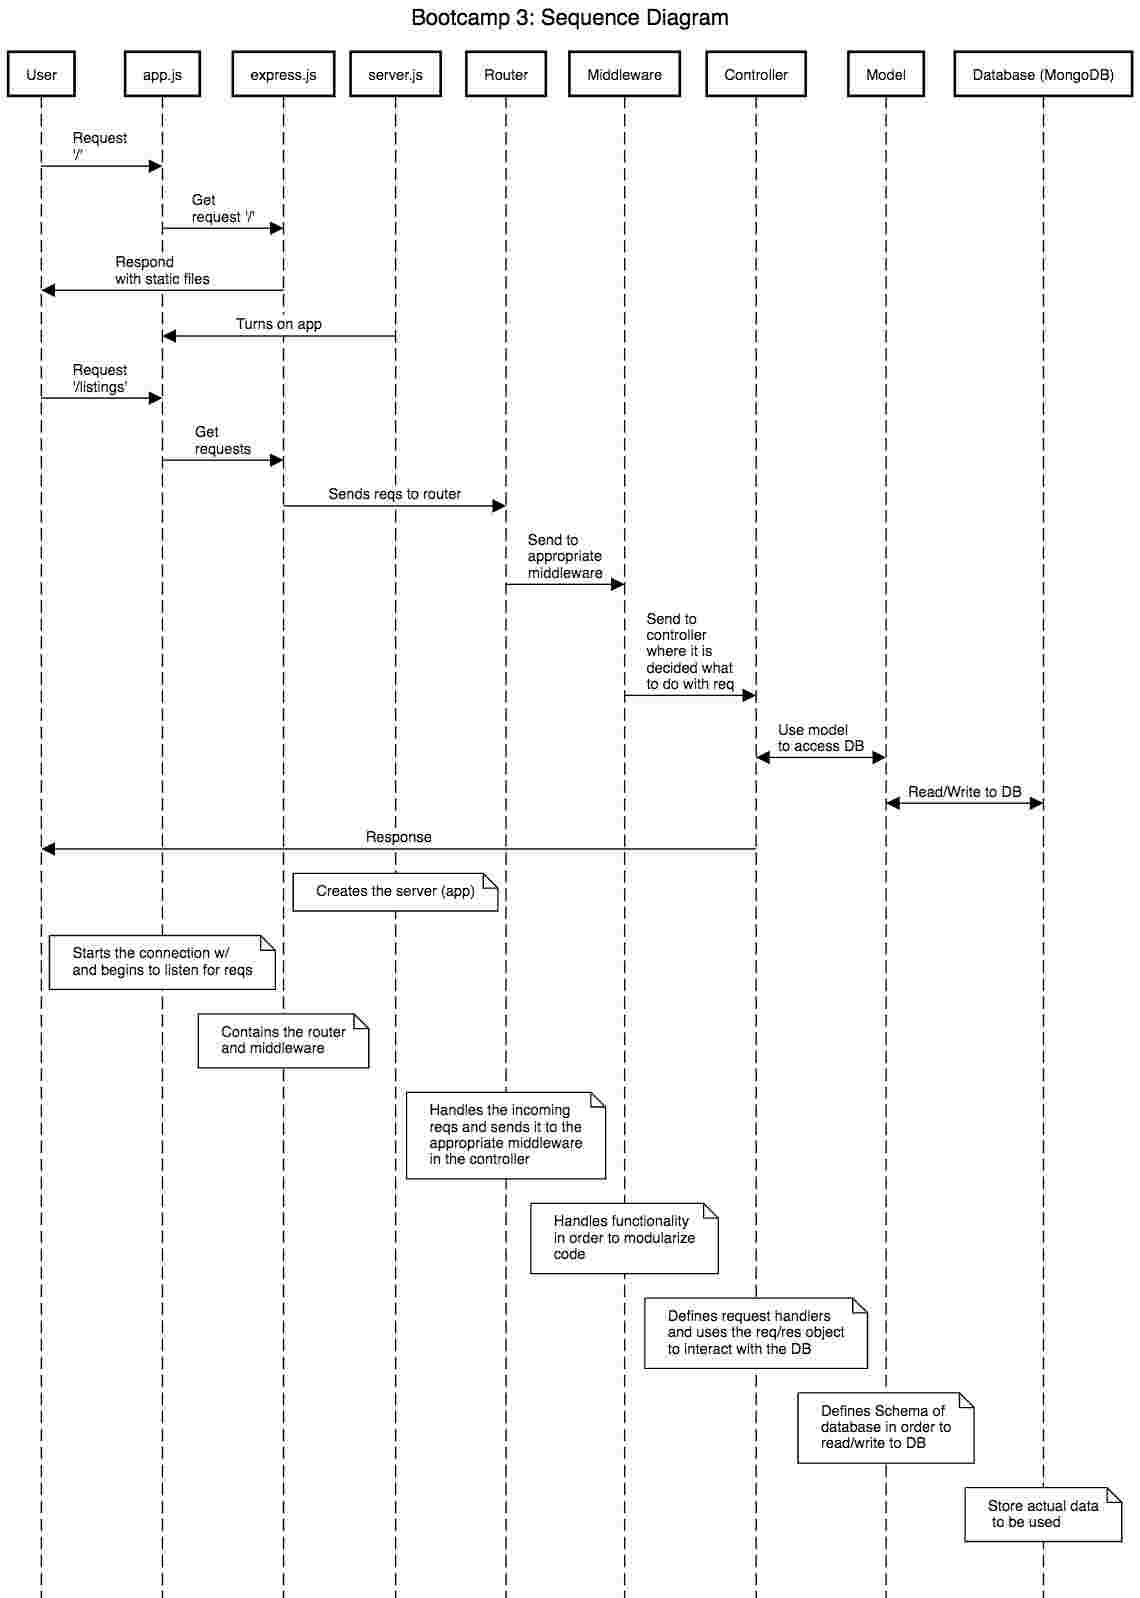 Bootcamp 3: Sequence Diagram
User
app.js
express.js
server.js
Router
Middleware
Controller
Model
Database (MongoDB)
Request
'/'
Get
request '/'
Respond
with static files
Turns on app
Request
'/listings'
Get
requests
Sends reqs to router
Send to
appropriate
middleware
Send to
controller
where it is
decided what
to do with req
Use model
to access DB
Read/Write to DB
Response
Creates the server (app)
Starts the connection w/
and begins to listen for reqs
Contains the router
and middleware
Handles the incoming
reqs and sends it to the
appropriate middleware
in the controller
Handles functionality
in order to modularize
code
Defines request handlers
and uses the req/res object
to interact with the DB
Defines Schema of
database in order to
read/write to DB
Store actual data
to be used